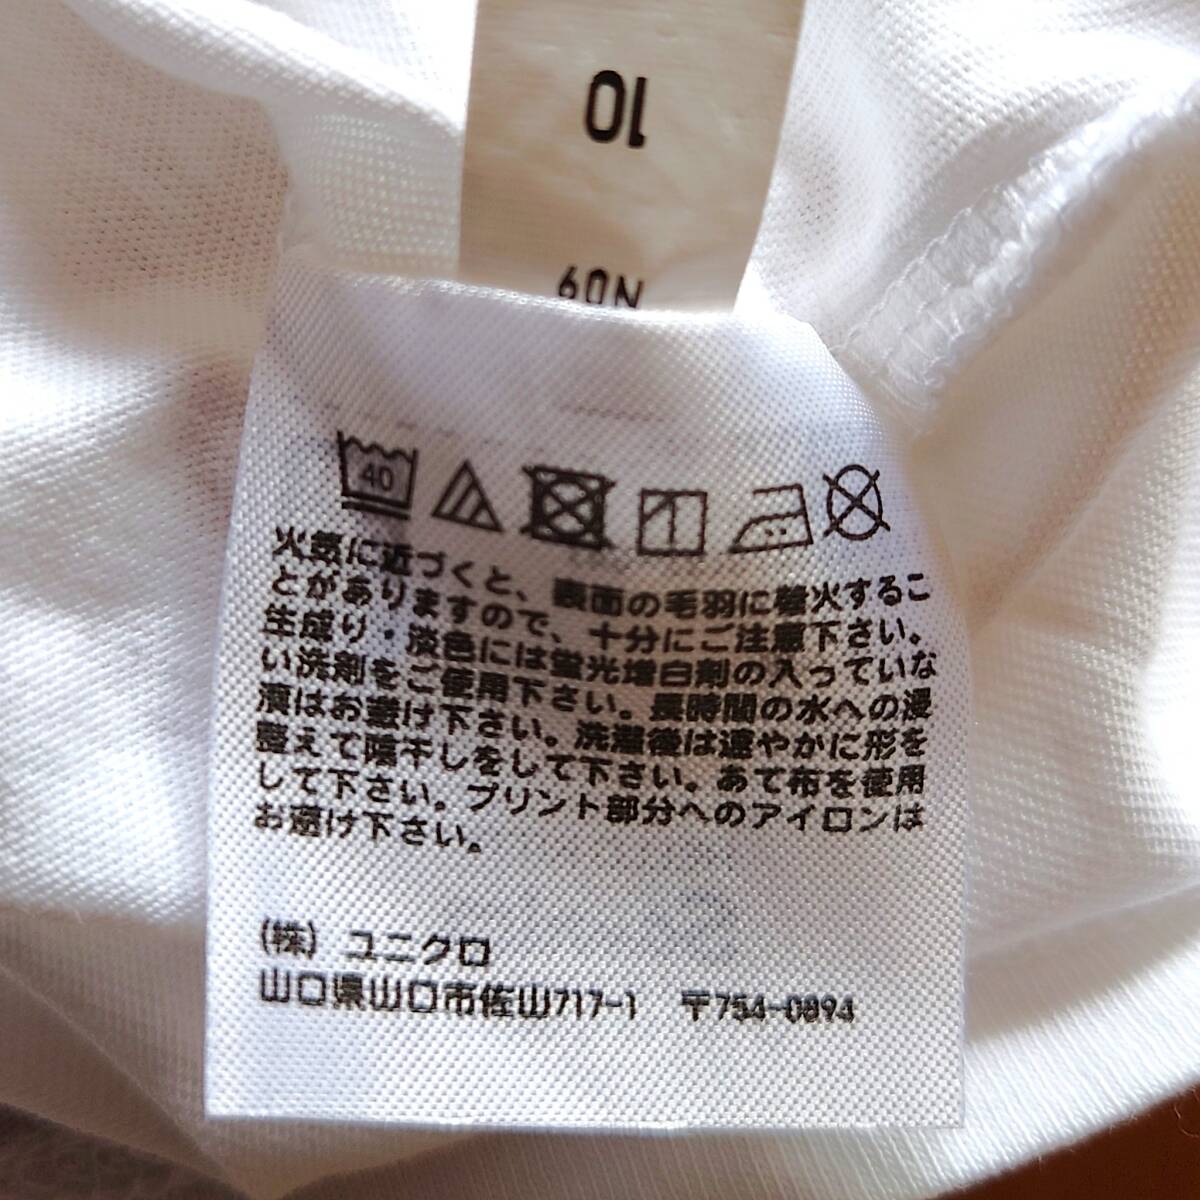 10
60N
40
火気に近づくと、表面の毛羽に着火するこ
とがありますので、十分にご注意下さい。
生成り・淡色には蛍光増白剤の入っていな
い洗剤をご使用下さい。長時間の水への浸
漬はお避け下さい。洗濯後は速やかに形を
整えて陰干しをして下さい。あて布を使用
して下さい。プリント部分へのアイロンは
お避け下さい。
(株) ユニクロ
山口県山口市佐山717-1 〒754-0894